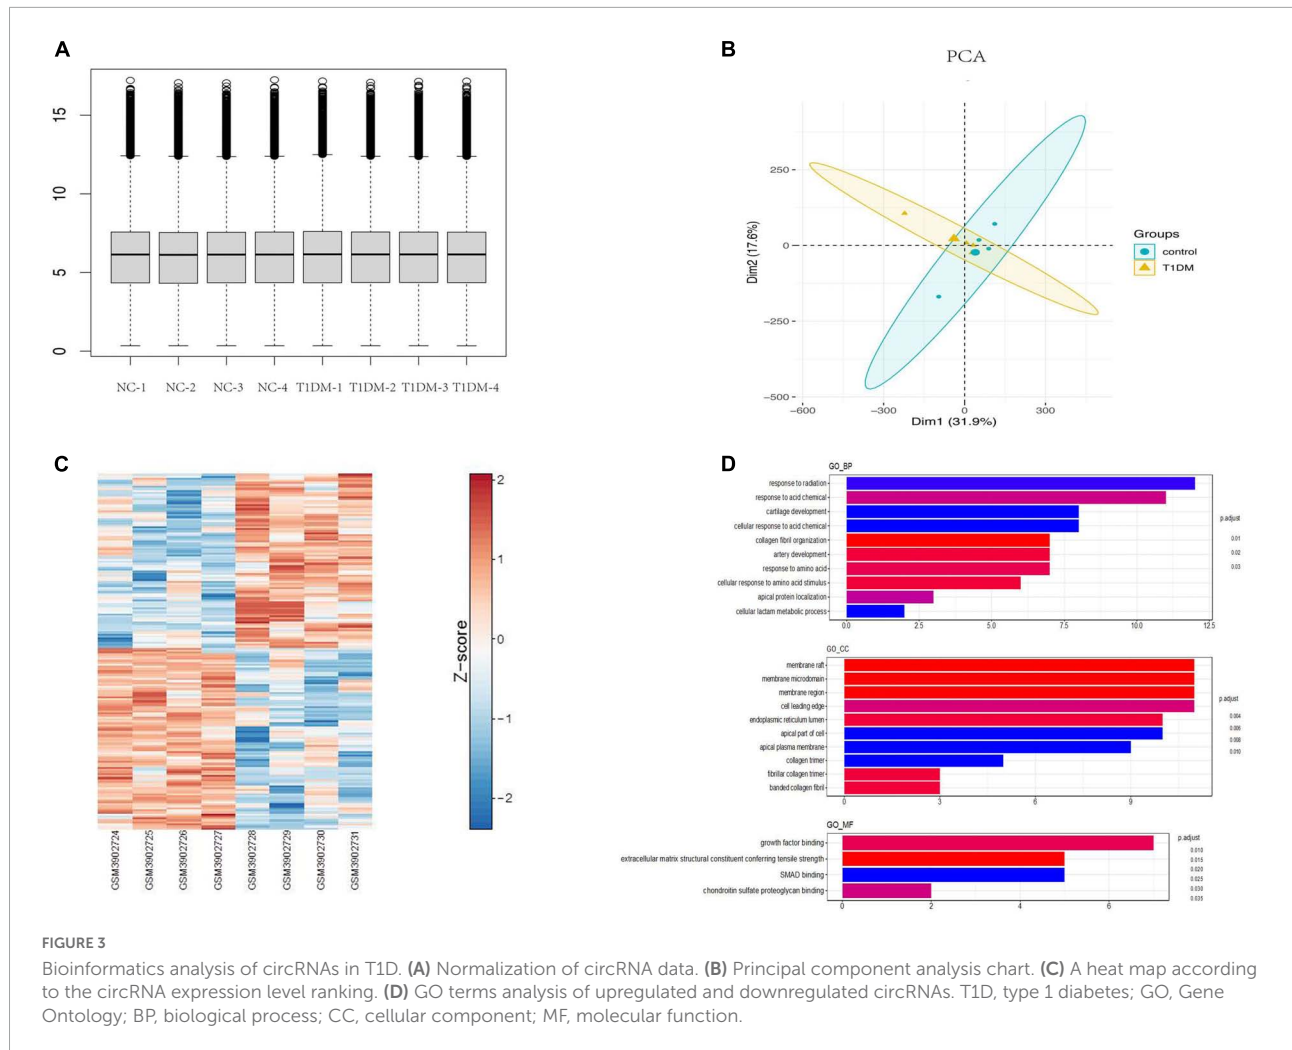 A
15
10
5
0
NC-1 NC-2 NC-3 NC-4 T1DM-1 T1DM-2 T1DM-3 T1DM-4
B
PCA
Dim2 (17.6%)
250
0
−250
−500
−600 −300 0 300
Dim1 (31.9%)
Groups
control
T1DM
C
GSM3902724
GSM3902725
GSM3902726
GSM3902727
GSM3902728
GSM3902729
GSM3902730
GSM3902731
Z−score
2
1
0
−1
−2
D
GO_BP
response to radiation
response to acid chemical
cartilage development
cellular response to acid chemical
collagen fibril organization
artery development
response to amino acid
cellular response to amino acid stimulus
apical protein localization
cellular lactam metabolic process
0.0 2.5 5.0 7.5 10.0 12.5
p.adjust
0.01
0.02
0.03
GO_CC
membrane raft
membrane microdomain
membrane region
cell leading edge
endoplasmic reticulum lumen
apical part of cell
apical plasma membrane
collagen trimer
fibrillar collagen trimer
banded collagen fibril
0 3 6 9
p.adjust
0.004
0.006
0.008
0.010
GO_MF
growth factor binding
extracellular matrix structural constituent conferring tensile strength
SMAD binding
chondroitin sulfate proteoglycan binding
0 2 4 6
p.adjust
0.010
0.015
0.020
0.025
0.030
0.035
FIGURE 3
Bioinformatics analysis of circRNAs in T1D. (A) Normalization of circRNA data. (B) Principal component analysis chart. (C) A heat map according
to the circRNA expression level ranking. (D) GO terms analysis of upregulated and downregulated circRNAs. T1D, type 1 diabetes; GO, Gene
Ontology; BP, biological process; CC, cellular component; MF, molecular function.